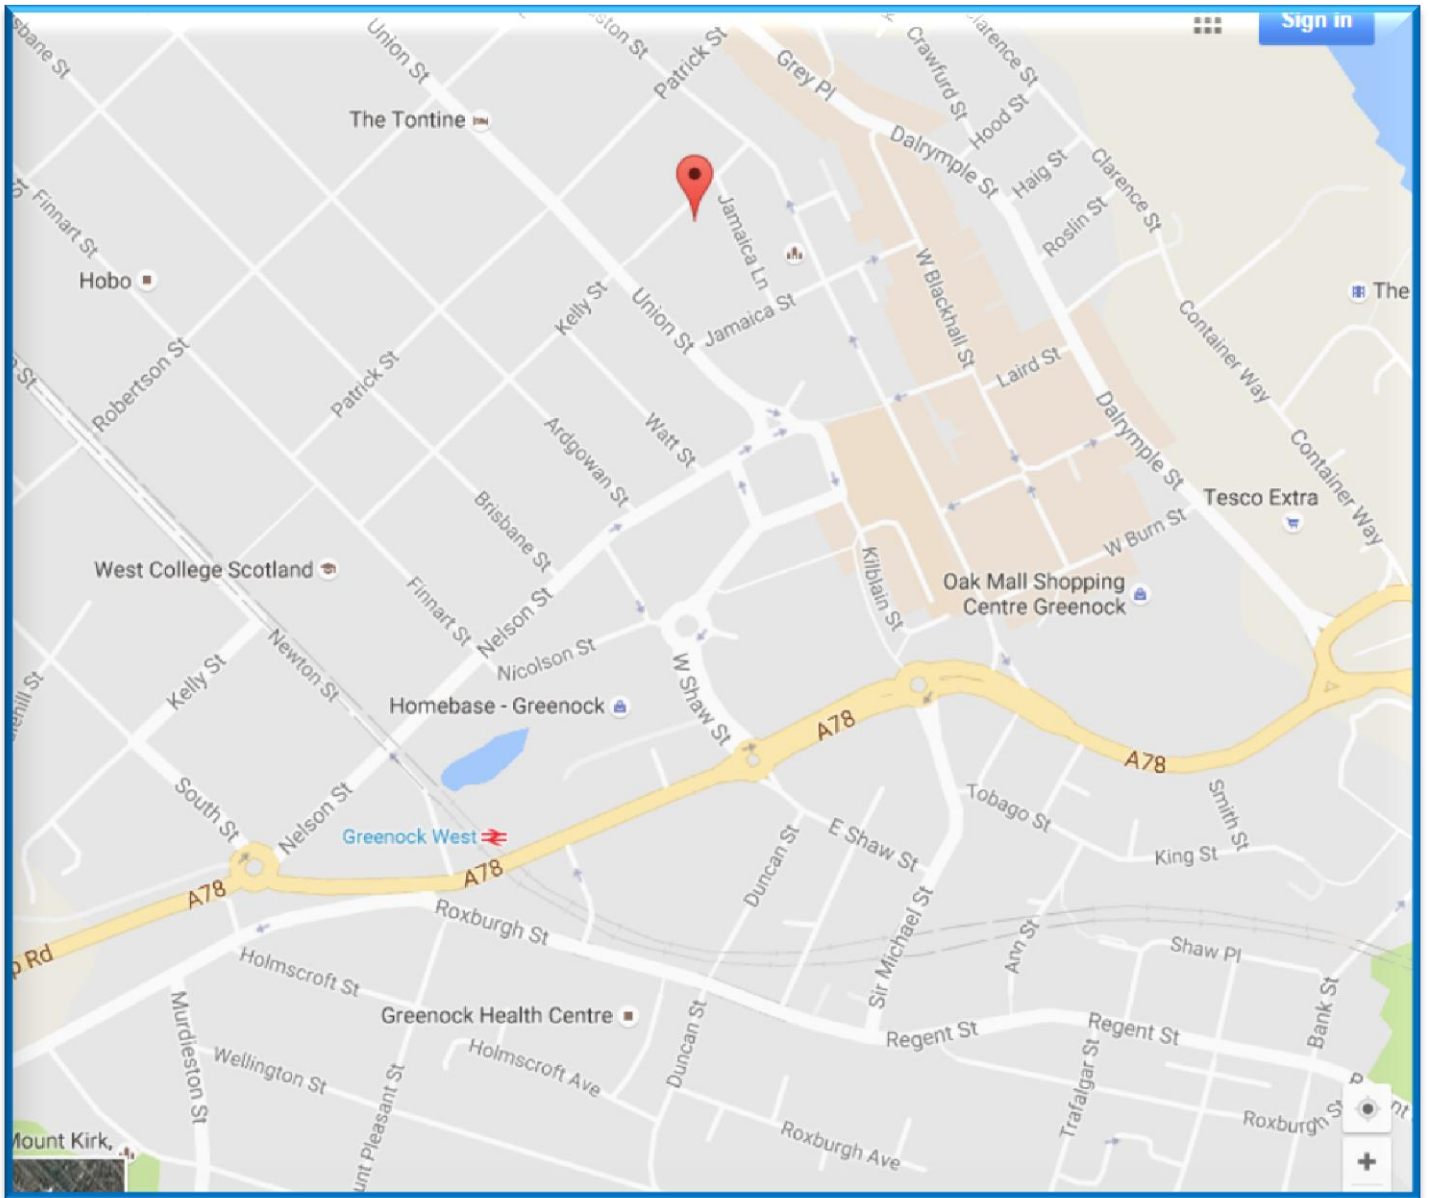 Sign in
Union St
Patrick St
Grey Pl
Crawfurd St
Hood St
The Tontine
Dalrymple St
Haig St
Clarence St
Finnart St
Jamaica Ln
Roslin St
Hobo
The
Kelly St
Union St
Jamaica St
W Blackhall St
Container Way
Robertson St
Patrick St
Laird St
Watt St
Ardgowan St
Dalrymple St
Container Way
Brisbane St
Tesco Extra
W Burn St
West College Scotland
Kilblain St
Oak Mall Shopping
Centre Greenock
Finnart St
Nelson St
Nicolson St
Newton St
Kelly St
W Shaw St
Homebase - Greenock
A78
A78
South St
Nelson St
Greenock West
Tobago St
Smith St
E Shaw St
King St
Duncan St
A78
A78
Roxburgh St
Sir Michael St
Ann St
Shaw Pl
Rd
Holmscroft St
Greenock Health Centre
Bank St
Regent St
Regent St
Murdieston St
Duncan St
Holmscroft Ave
Wellington St
Trafalgar St
Roxburgh St
Pleasant St
Roxburgh Ave
Mount Kirk,
+